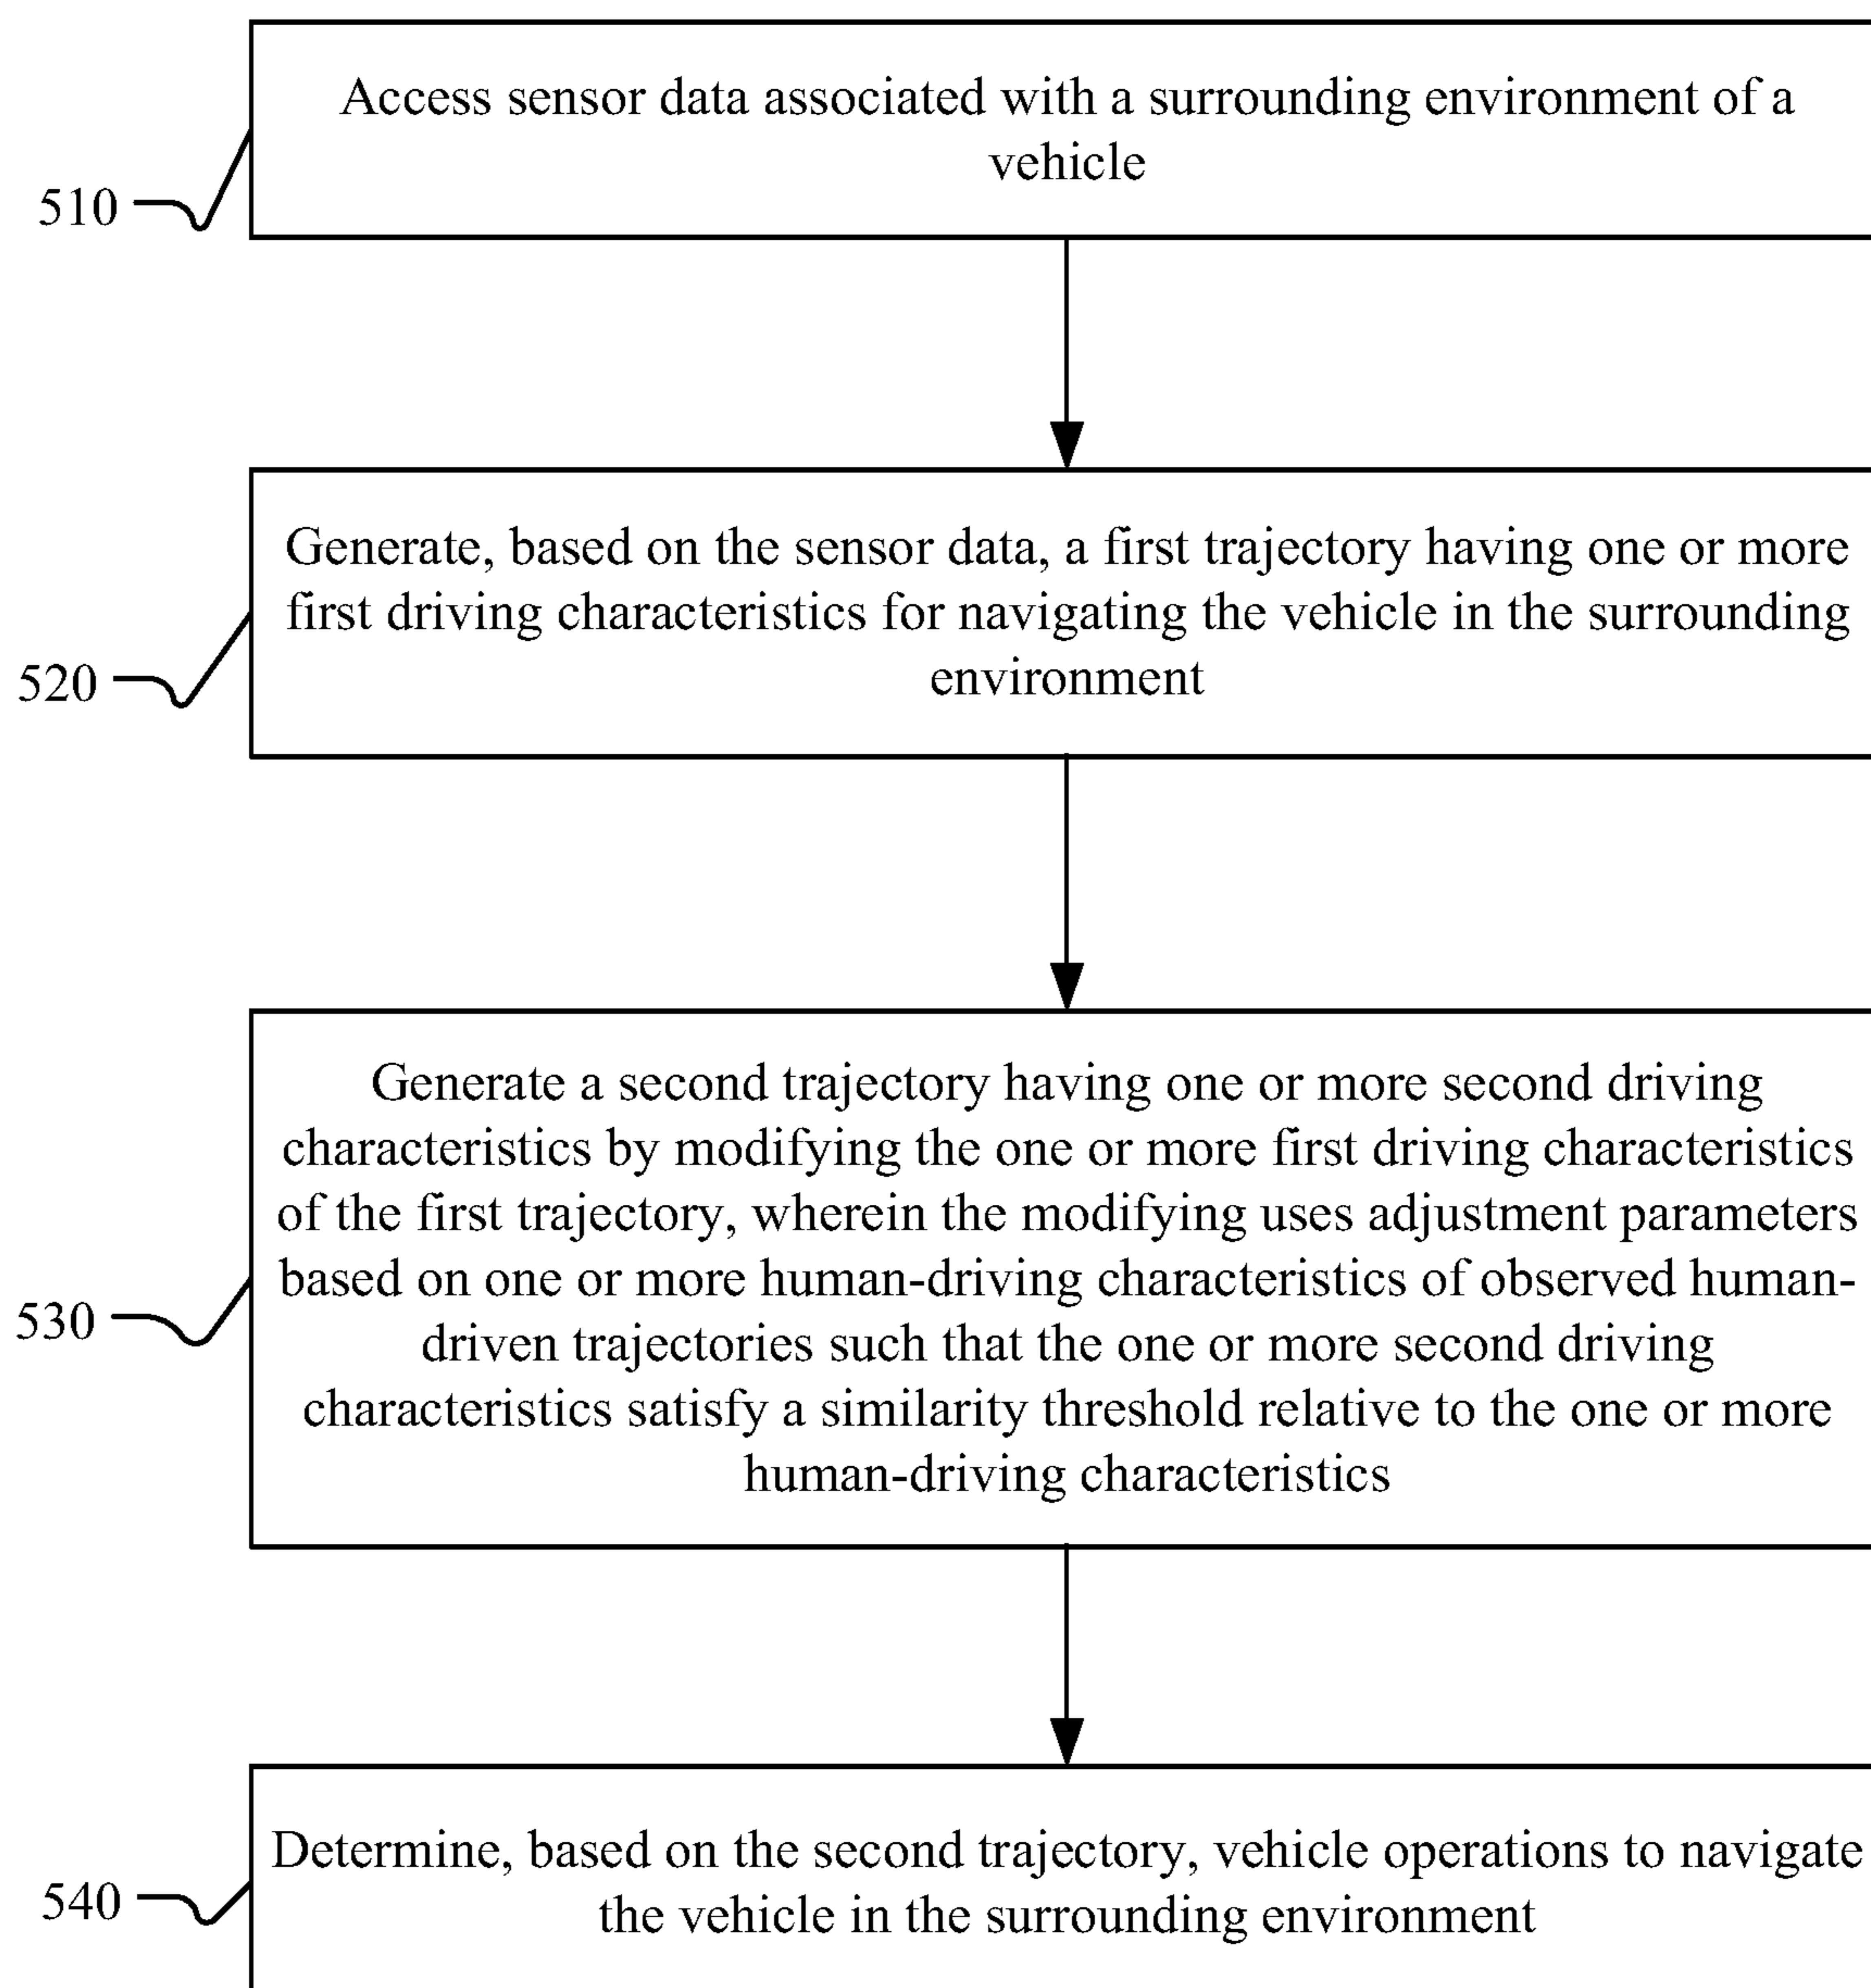 Access sensor data associated with a surrounding environment of a
vehicle
510
Generate, based on the sensor data, a first trajectory having one or more
first driving characteristics for navigating the vehicle in the surrounding
environment
520
Generate a second trajectory having one or more second driving
characteristics by modifying the one or more first driving characteristics
of the first trajectory, wherein the modifying uses adjustment parameters
based on one or more human-driving characteristics of observed human-
driven trajectories such that the one or more second driving
characteristics satisfy a similarity threshold relative to the one or more
human-driving characteristics
530
Determine, based on the second trajectory, vehicle operations to navigate
the vehicle in the surrounding environment
540